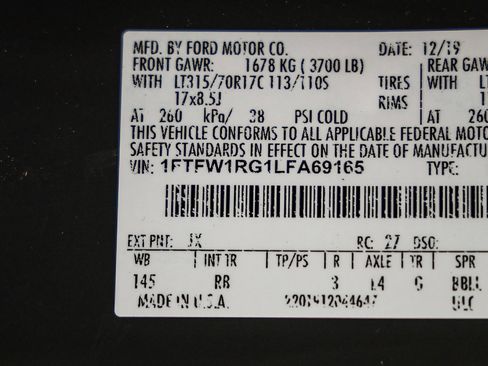 MFD. BY FORD MOTOR CO. DATE: 12/19
FRONT GAWR: 1678 KG ( 3700 LB) REAR GAW
WITH LT315/70R17C 113/110S TIRES WITH L
17x8.5J RIMS 17
AT 260 kPa/ 38 PSI COLD AT 260
THIS VEHICLE CONFORMS TO ALL APPLICABLE FEDERAL MOTO
SAFETY STANDARDS IN EFFECT ON THE DATE OF MANUFACTU
VIN: 1FTFW1RG1LFA69165 TYPE:
EXT PNT: JX RC: 27 DSO:
WB INT TR TP/PS R AXLE TR SPR
145 RB 3 L4 G
MADE IN U.S.A.